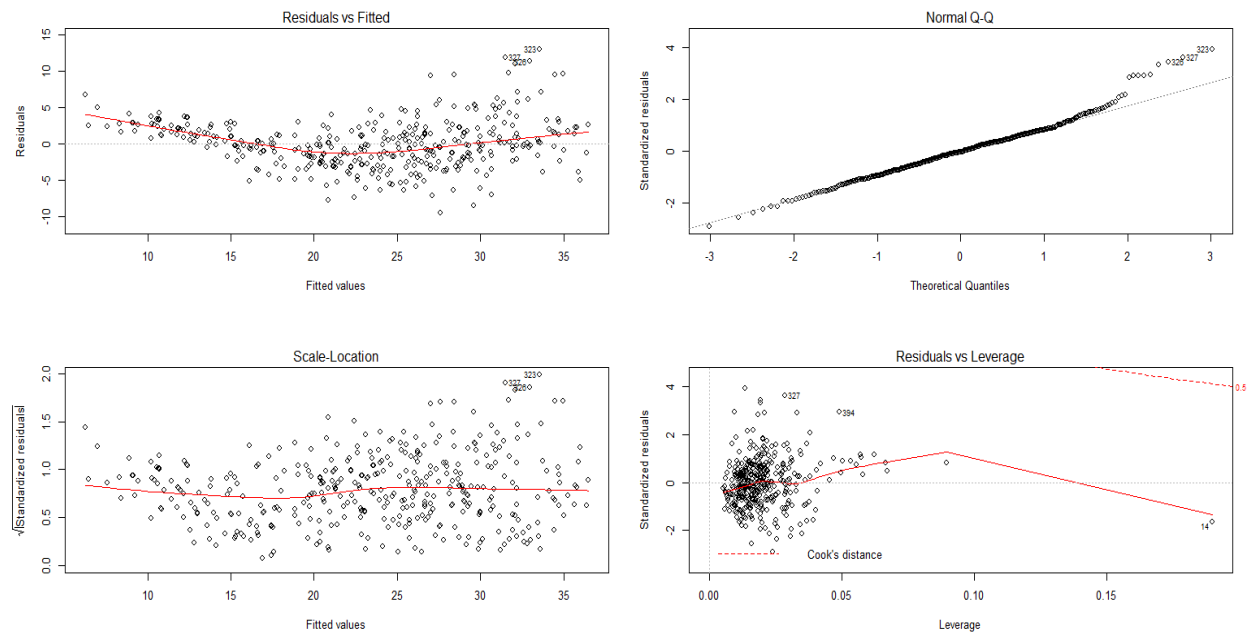 Residuals vs Fitted
Residuals
15
10
5
0
-5
-10
323
327
326
10 15 20 25 30 35
Fitted values
Normal Q-Q
Standardized residuals
4
2
0
-2
323
327
326
-3 -2 -1 0 1 2 3
Theoretical Quantiles
Scale-Location
√|Standardized residuals|
2.0
1.5
1.0
0.5
0.0
323
327
326
10 15 20 25 30 35
Fitted values
Residuals vs Leverage
Standardized residuals
4
2
0
-2
0.5
327
394
14
Cook's distance
0.00 0.05 0.10 0.15
Leverage